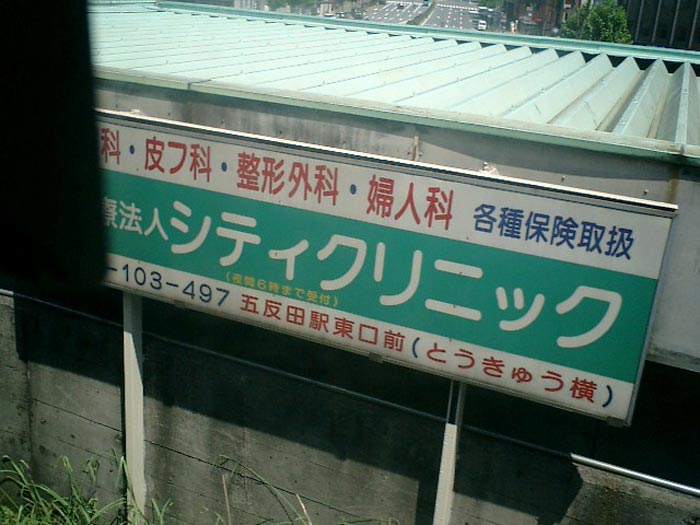 科・皮フ科・整形外科・婦人科 各種保険取扱
療法人シティクリニック
(夜間6時まで受付)
-103-497 五反田駅東口前(とうきゅう横)